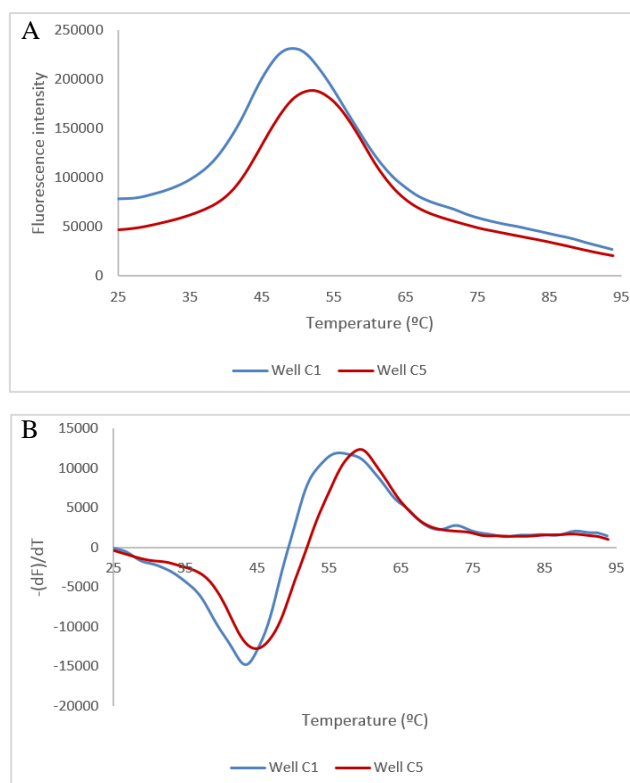 A
250000
200000
150000
100000
50000
0
Fluorescence intensity
25 35 45 55 65 75 85 95
Temperature (ºC)
Well C1 Well C5
B
15000
10000
5000
0
-5000
-10000
-15000
-20000
-(dF)/dT
25 35 45 55 65 75 85 95
Temperature (ºC)
Well C1 Well C5